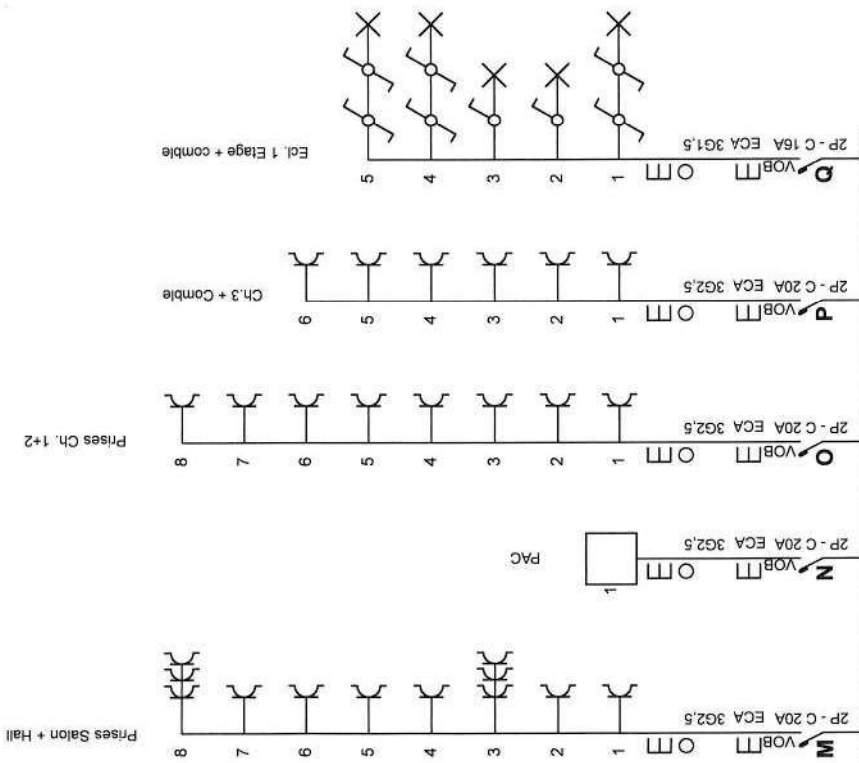 Ecl. 1 Etage + comble
5
4
3
2
1
2P - C 16A ECA 3G1,5
VOB
Q
Ch.3 + Comble
6
5
4
3
2
1
2P - C 20A ECA 3G2,5
VOB
P
Prises Ch. 1+2
8
7
6
5
4
3
2
1
2P - C 20A ECA 3G2,5
VOB
O
PAC
1
2P - C 20A ECA 3G2,5
VOB
N
Prises Salon + Hall
8
7
6
5
4
3
2
1
2P - C 20A ECA 3G2,5
VOB
M